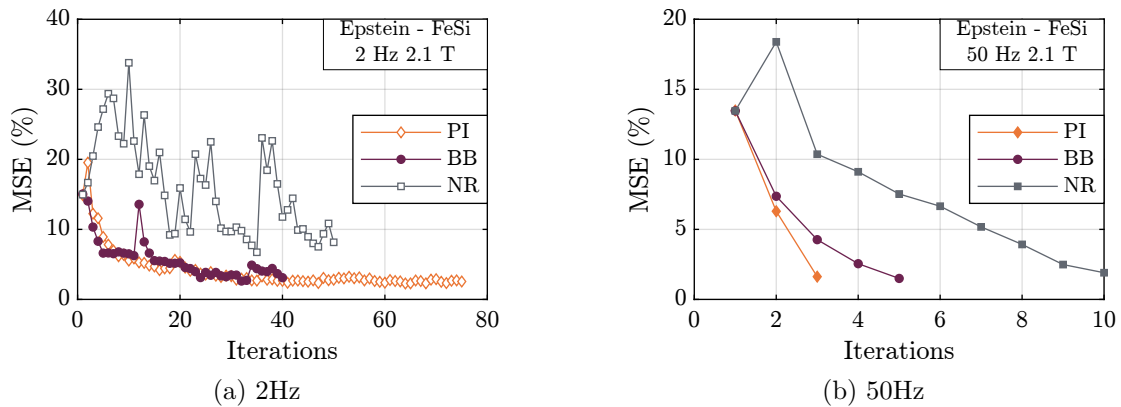 Epstein - FeSi
2 Hz 2.1 T
PI
BB
NR
MSE (%)
40
30
20
10
0
0
20
40
60
80
Iterations
(a) 2Hz
Epstein - FeSi
50 Hz 2.1 T
PI
BB
NR
MSE (%)
20
15
10
5
0
2
4
6
8
10
Iterations
(b) 50Hz